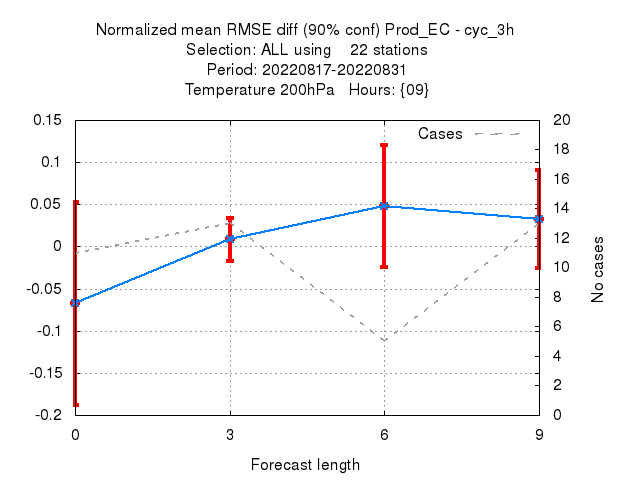 Normalized mean RMSE diff (90% conf) Prod_EC - cyc_3h
Selection: ALL using    22 stations
Period: 20220817-20220831
Temperature 200hPa   Hours: {09}
Cases
0.15
0.1
0.05
0
-0.05
-0.1
-0.15
-0.2
20
18
16
14
12
10
8
6
4
2
0
No cases
0 3 6 9
Forecast length